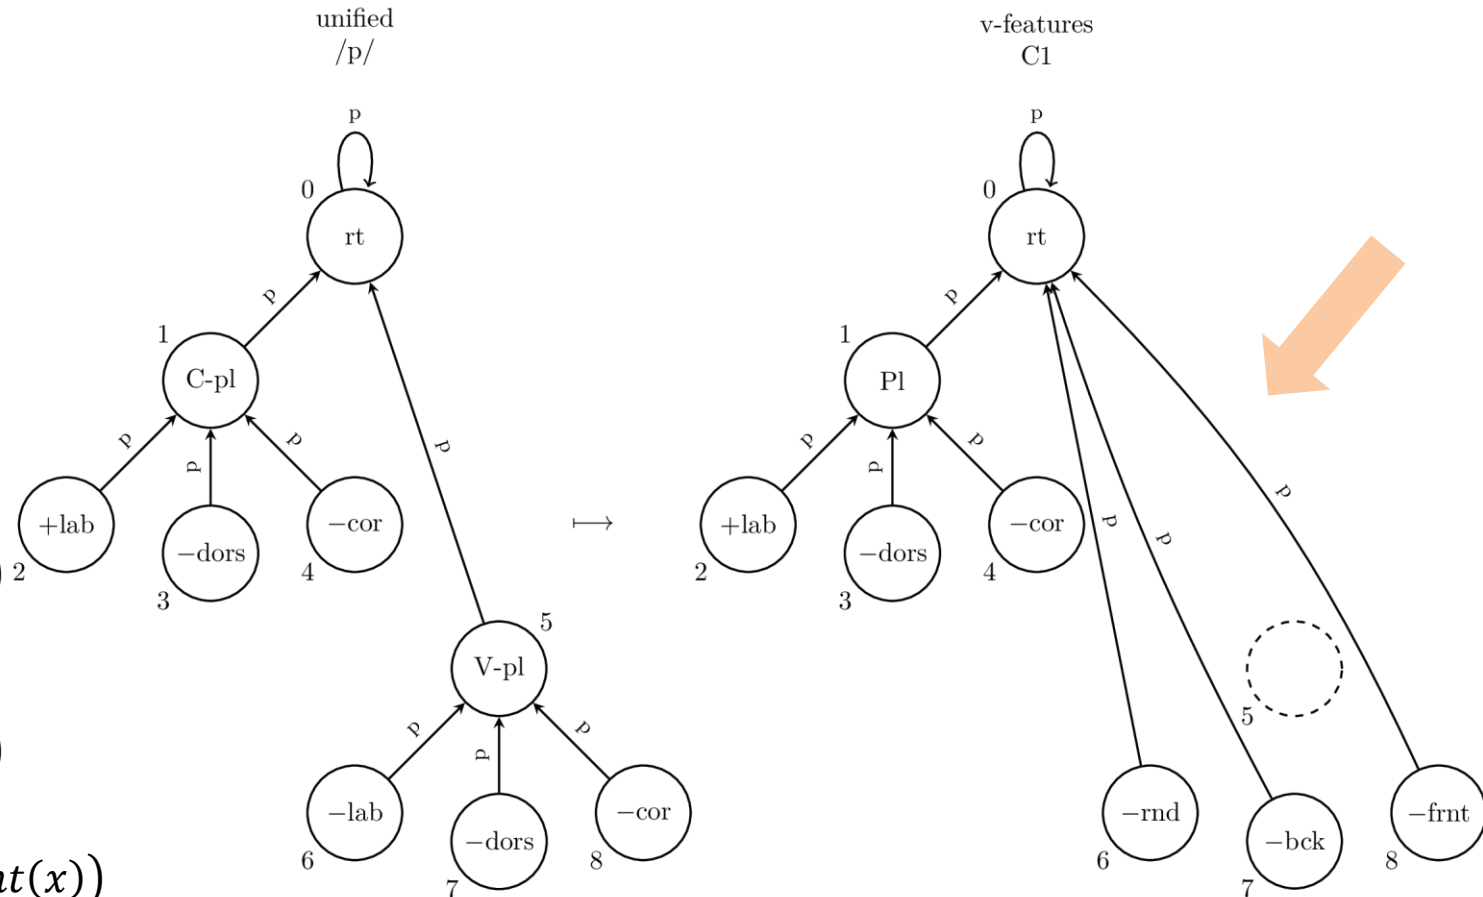 unified
/p/
p
0
rt
p
1
C-pl
p
p
p
p
+lab
2
−dors
3
−cor
4
5
V-pl
p
p
p
−lab
6
−dors
7
−cor
8
⟼
v-features
C1
p
0
rt
p
1
Pl
p
p
p
p
p
p
+lab
2
−dors
3
−cor
4
5
−rnd
6
−bck
7
−frnt
8
)
)
t(x))